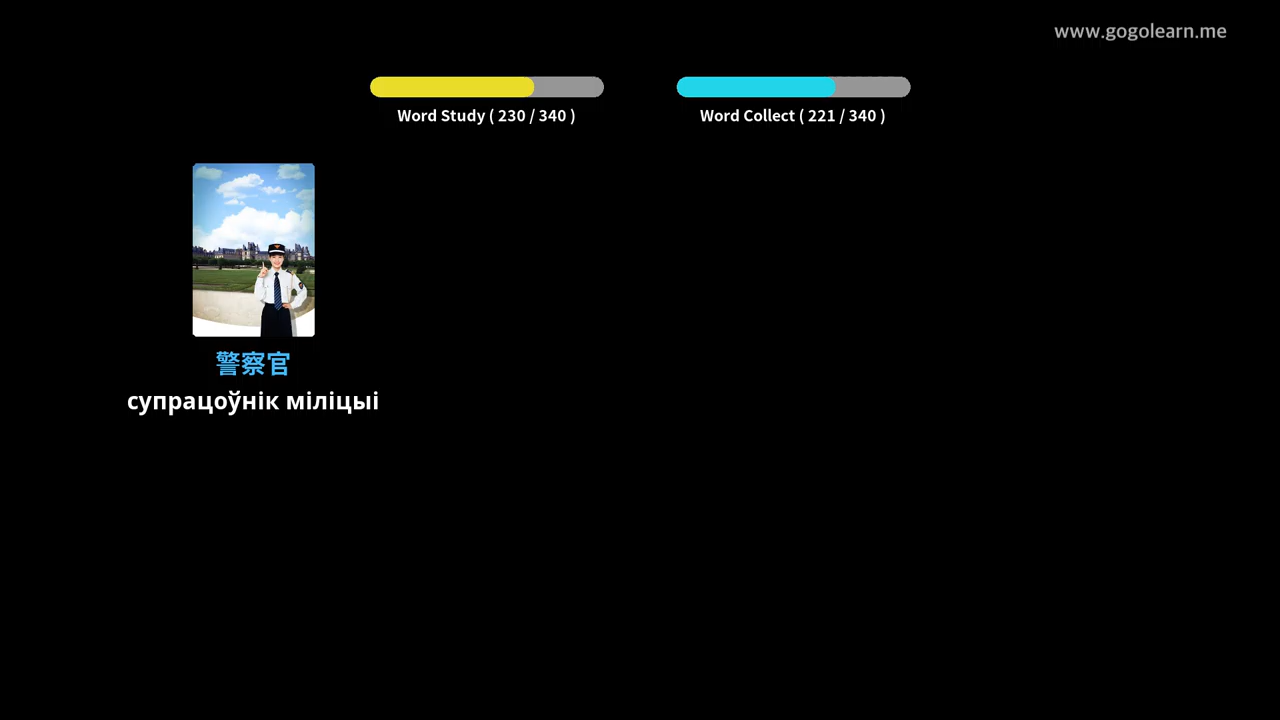 www.gogolearn.me
Word Study ( 230 / 340 )
Word Collect ( 221 / 340 )
警察官
супрацоўнік міліцыі